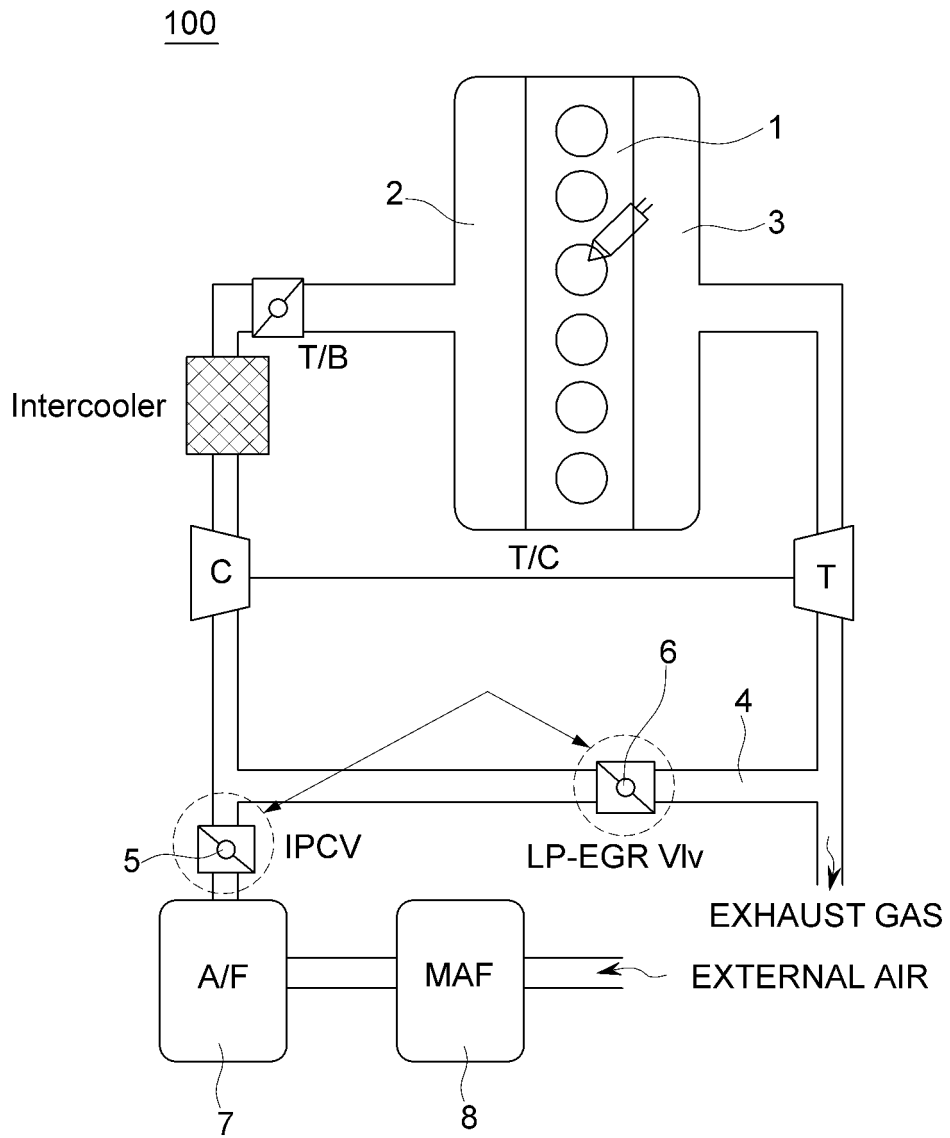 100
1
2
3
T/B
Intercooler
T/C
C
T
6
4
5
IPCV
LP-EGR Vlv
EXHAUST GAS
A/F
MAF
EXTERNAL AIR
7
8